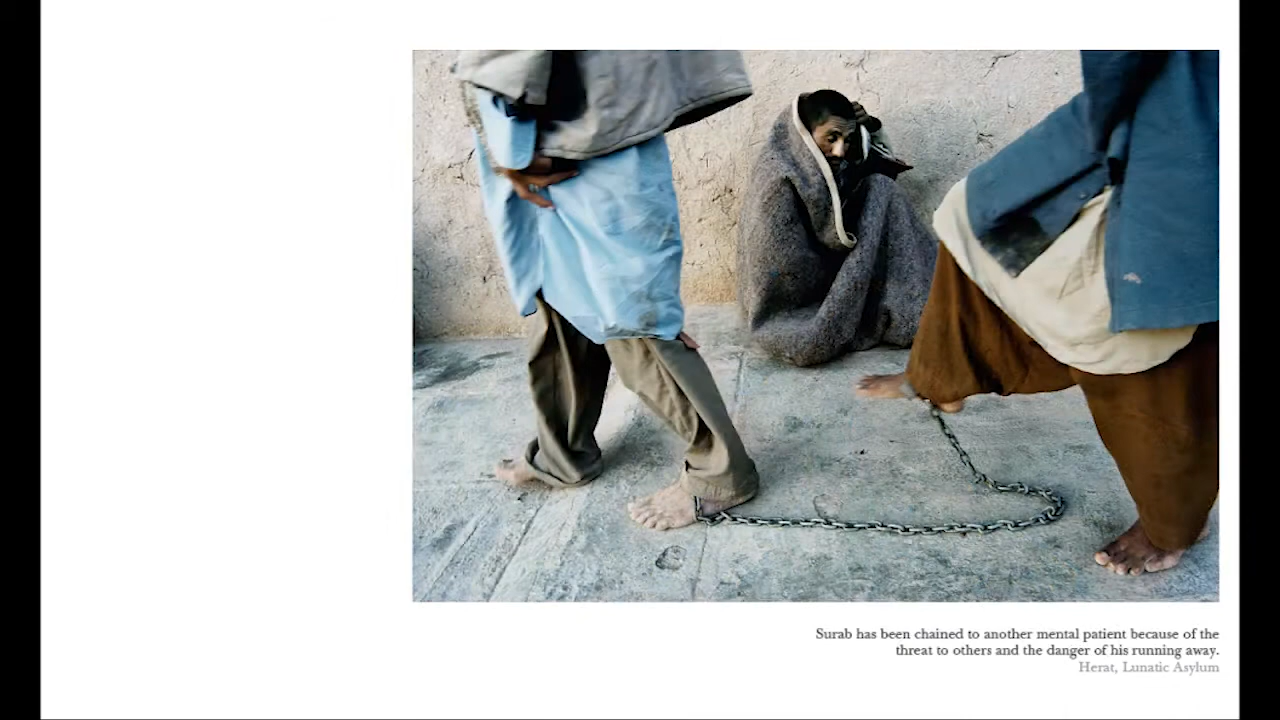 Surab has been chained to another mental patient because of the
threat to others and the danger of his running away.
Herat, Lunatic Asylum